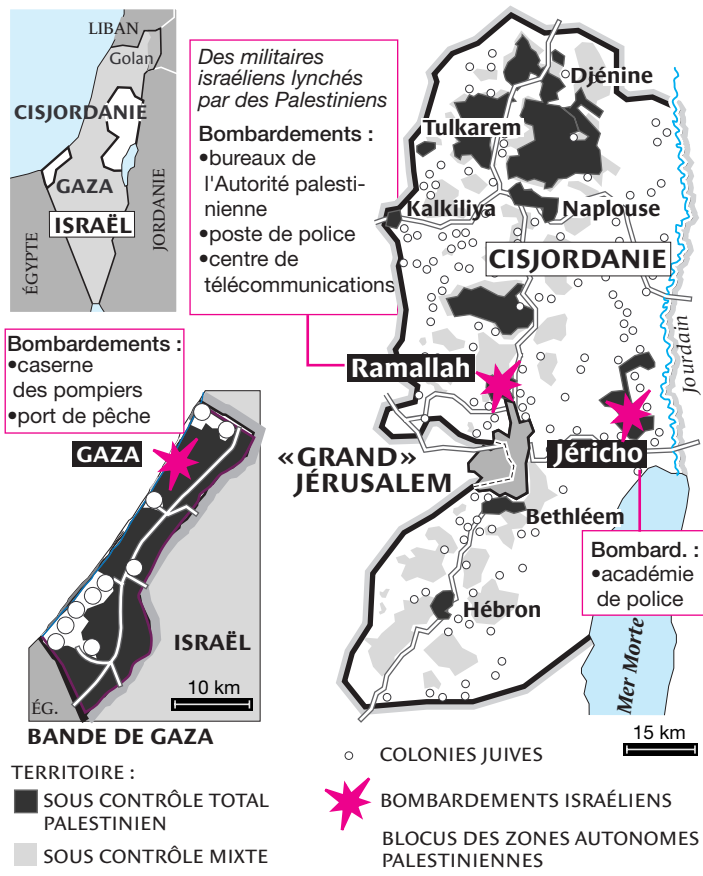 LIBAN
Golan
CISJORDANIE
GAZA
ISRAËL
ÉGYPTE
JORDANIE
Des militaires
israéliens lynchés
par des Palestiniens
Bombardements :
•bureaux de
l'Autorité palesti-
nienne
•poste de police
•centre de
télécommunications
Djénine
Tulkarem
Kalkiliya
Naplouse
CISJORDANIE
Ramallah
Jourdain
«GRAND»
JÉRUSALEM
Jéricho
Bethléem
Bombard. :
•académie
de police
Hébron
Mer Morte
15 km
Bombardements :
•caserne
des pompiers
•port de pêche
GAZA
ISRAËL
10 km
ÉG.
BANDE DE GAZA
TERRITOIRE :
SOUS CONTRÔLE TOTAL
PALESTINIEN
SOUS CONTRÔLE MIXTE
COLONIES JUIVES
BOMBARDEMENTS ISRAÉLIENS
BLOCUS DES ZONES AUTONOMES
PALESTINIENNES